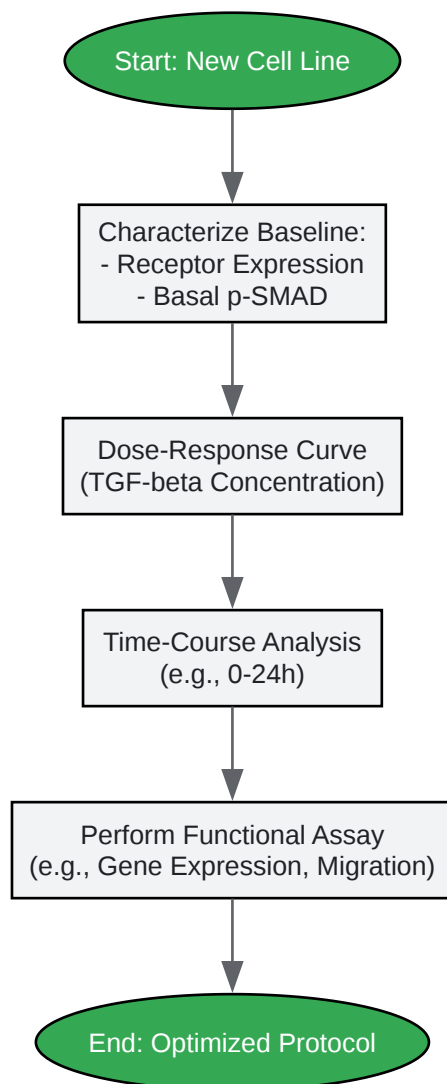 Start: New Cell Line
Characterize Baseline:
- Receptor Expression
- Basal p-SMAD
Dose-Response Curve
(TGF-beta Concentration)
Time-Course Analysis
(e.g., 0-24h)
Perform Functional Assay
(e.g., Gene Expression, Migration)
End: Optimized Protocol